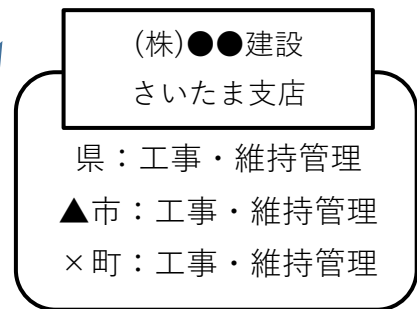 (株)●●建設
さいたま支店
県：工事・維持管理
▲市：工事・維持管理
×町：工事・維持管理